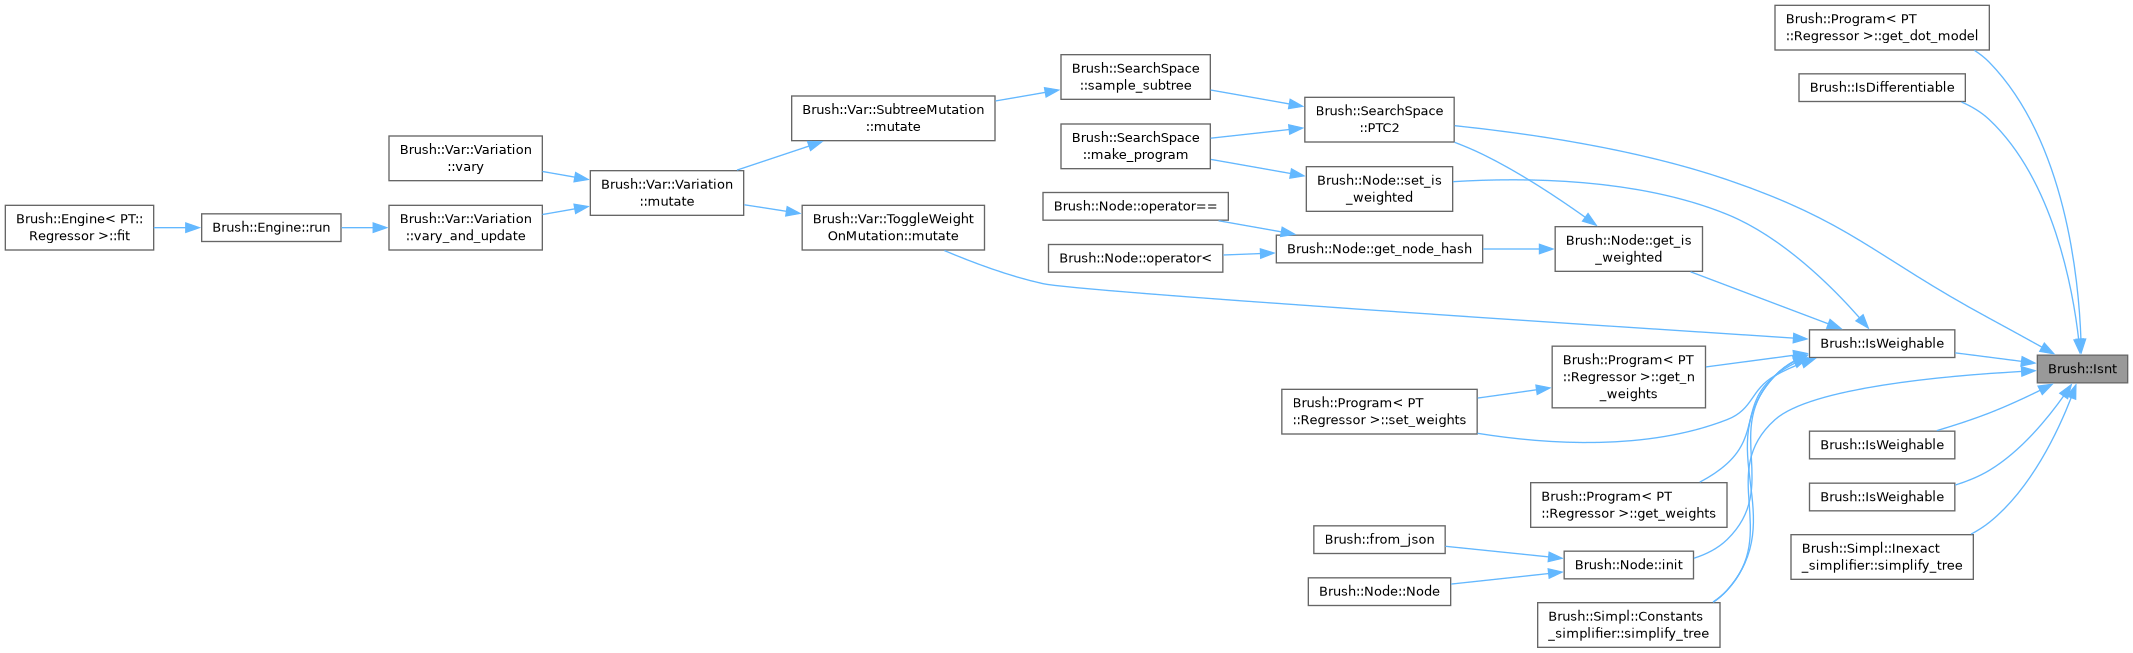 Brush::Program< PT
::Regressor >::get_dot_model
Brush::IsDifferentiable
Brush::SearchSpace
::sample_subtree
Brush::SearchSpace
::PTC2
Brush::Var::SubtreeMutation
::mutate
Brush::SearchSpace
::make_program
Brush::Var::Variation
::vary
Brush::Var::Variation
::mutate
Brush::Node::set_is
_weighted
Brush::Node::operator==
Brush::Engine< PT::
Regressor >::fit
Brush::Engine::run
Brush::Var::Variation
::vary_and_update
Brush::Var::ToggleWeight
OnMutation::mutate
Brush::Node::get_node_hash
Brush::Node::get_is
_weighted
Brush::Node::operator<
Brush::IsWeighable
Brush::Isnt
Brush::Program< PT
::Regressor >::get_n
_weights
Brush::Program< PT
::Regressor >::set_weights
Brush::IsWeighable
Brush::IsWeighable
Brush::Program< PT
::Regressor >::get_weights
Brush::from_json
Brush::Node::init
Brush::Simpl::Inexact
_simplifier::simplify_tree
Brush::Node::Node
Brush::Simpl::Constants
_simplifier::simplify_tree